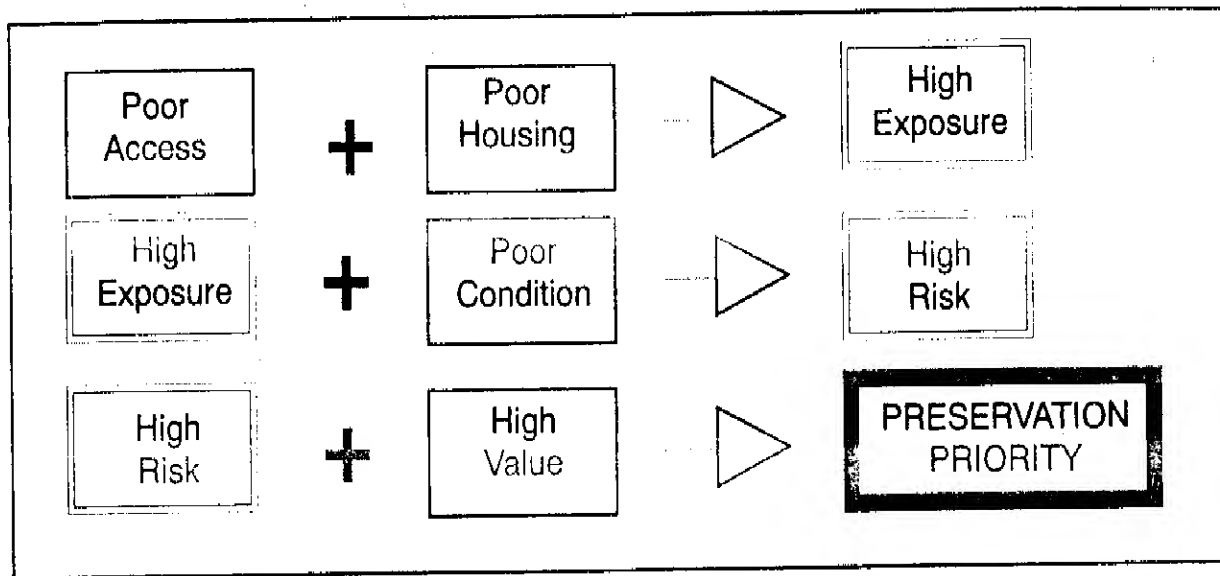 Poor
Access
+
Poor
Housing
High
Exposure
High
Exposure
+
Poor
Condition
High
Risk
High
Risk
+
High
Value
PRESERVATION
PRIORITY